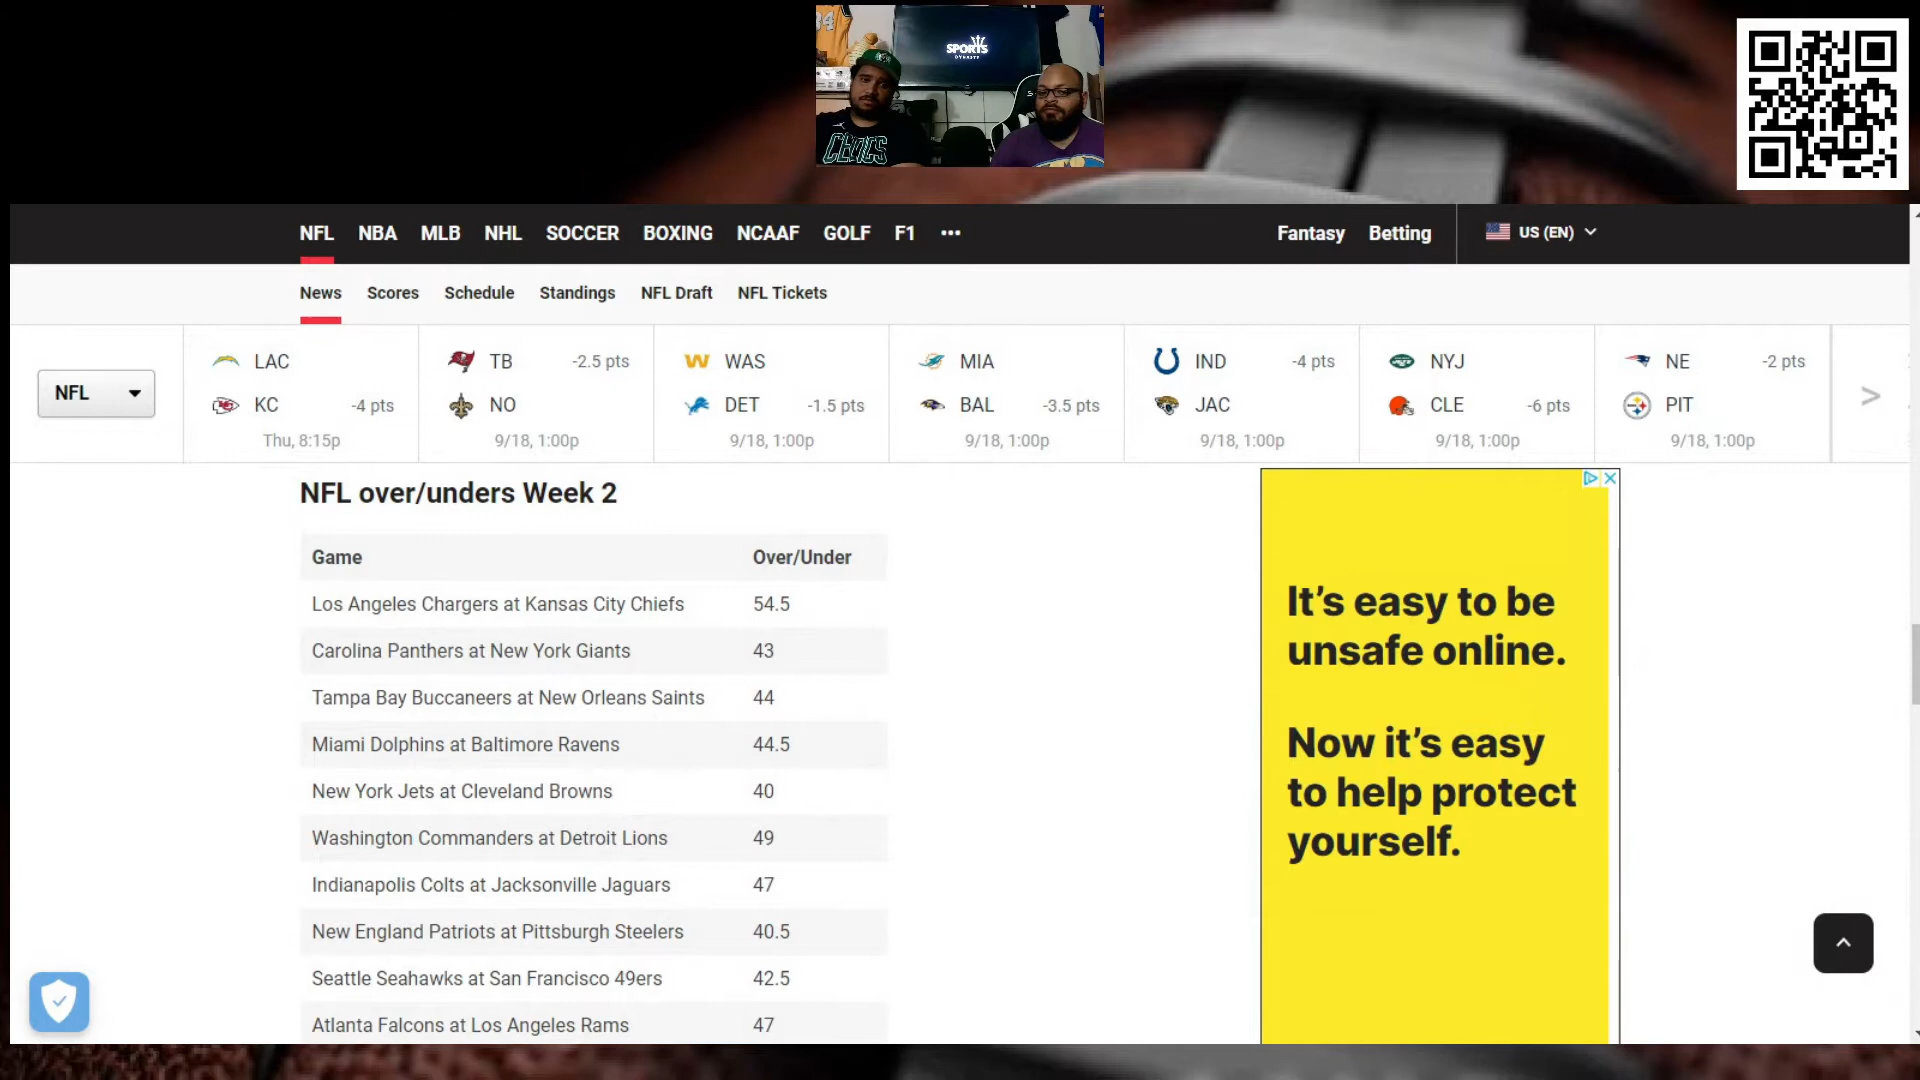 SPORTS
DYNASTY
CELTICS
NFL NBA MLB NHL SOCCER BOXING NCAAF GOLF F1 ••• Fantasy Betting US (EN)
News Scores Schedule Standings NFL Draft NFL Tickets
NFL
LAC
KC -4 pts
Thu, 8:15p
TB -2.5 pts
NO
9/18, 1:00p
WAS
DET -1.5 pts
9/18, 1:00p
MIA
BAL -3.5 pts
9/18, 1:00p
IND -4 pts
JAC
9/18, 1:00p
NYJ
CLE -6 pts
9/18, 1:00p
NE -2 pts
PIT
9/18, 1:00p
>
NFL over/unders Week 2
Game Over/Under
Los Angeles Chargers at Kansas City Chiefs 54.5
Carolina Panthers at New York Giants 43
Tampa Bay Buccaneers at New Orleans Saints 44
Miami Dolphins at Baltimore Ravens 44.5
New York Jets at Cleveland Browns 40
Washington Commanders at Detroit Lions 49
Indianapolis Colts at Jacksonville Jaguars 47
New England Patriots at Pittsburgh Steelers 40.5
Seattle Seahawks at San Francisco 49ers 42.5
Atlanta Falcons at Los Angeles Rams 47
It's easy to be
unsafe online.
Now it's easy
to help protect
yourself.